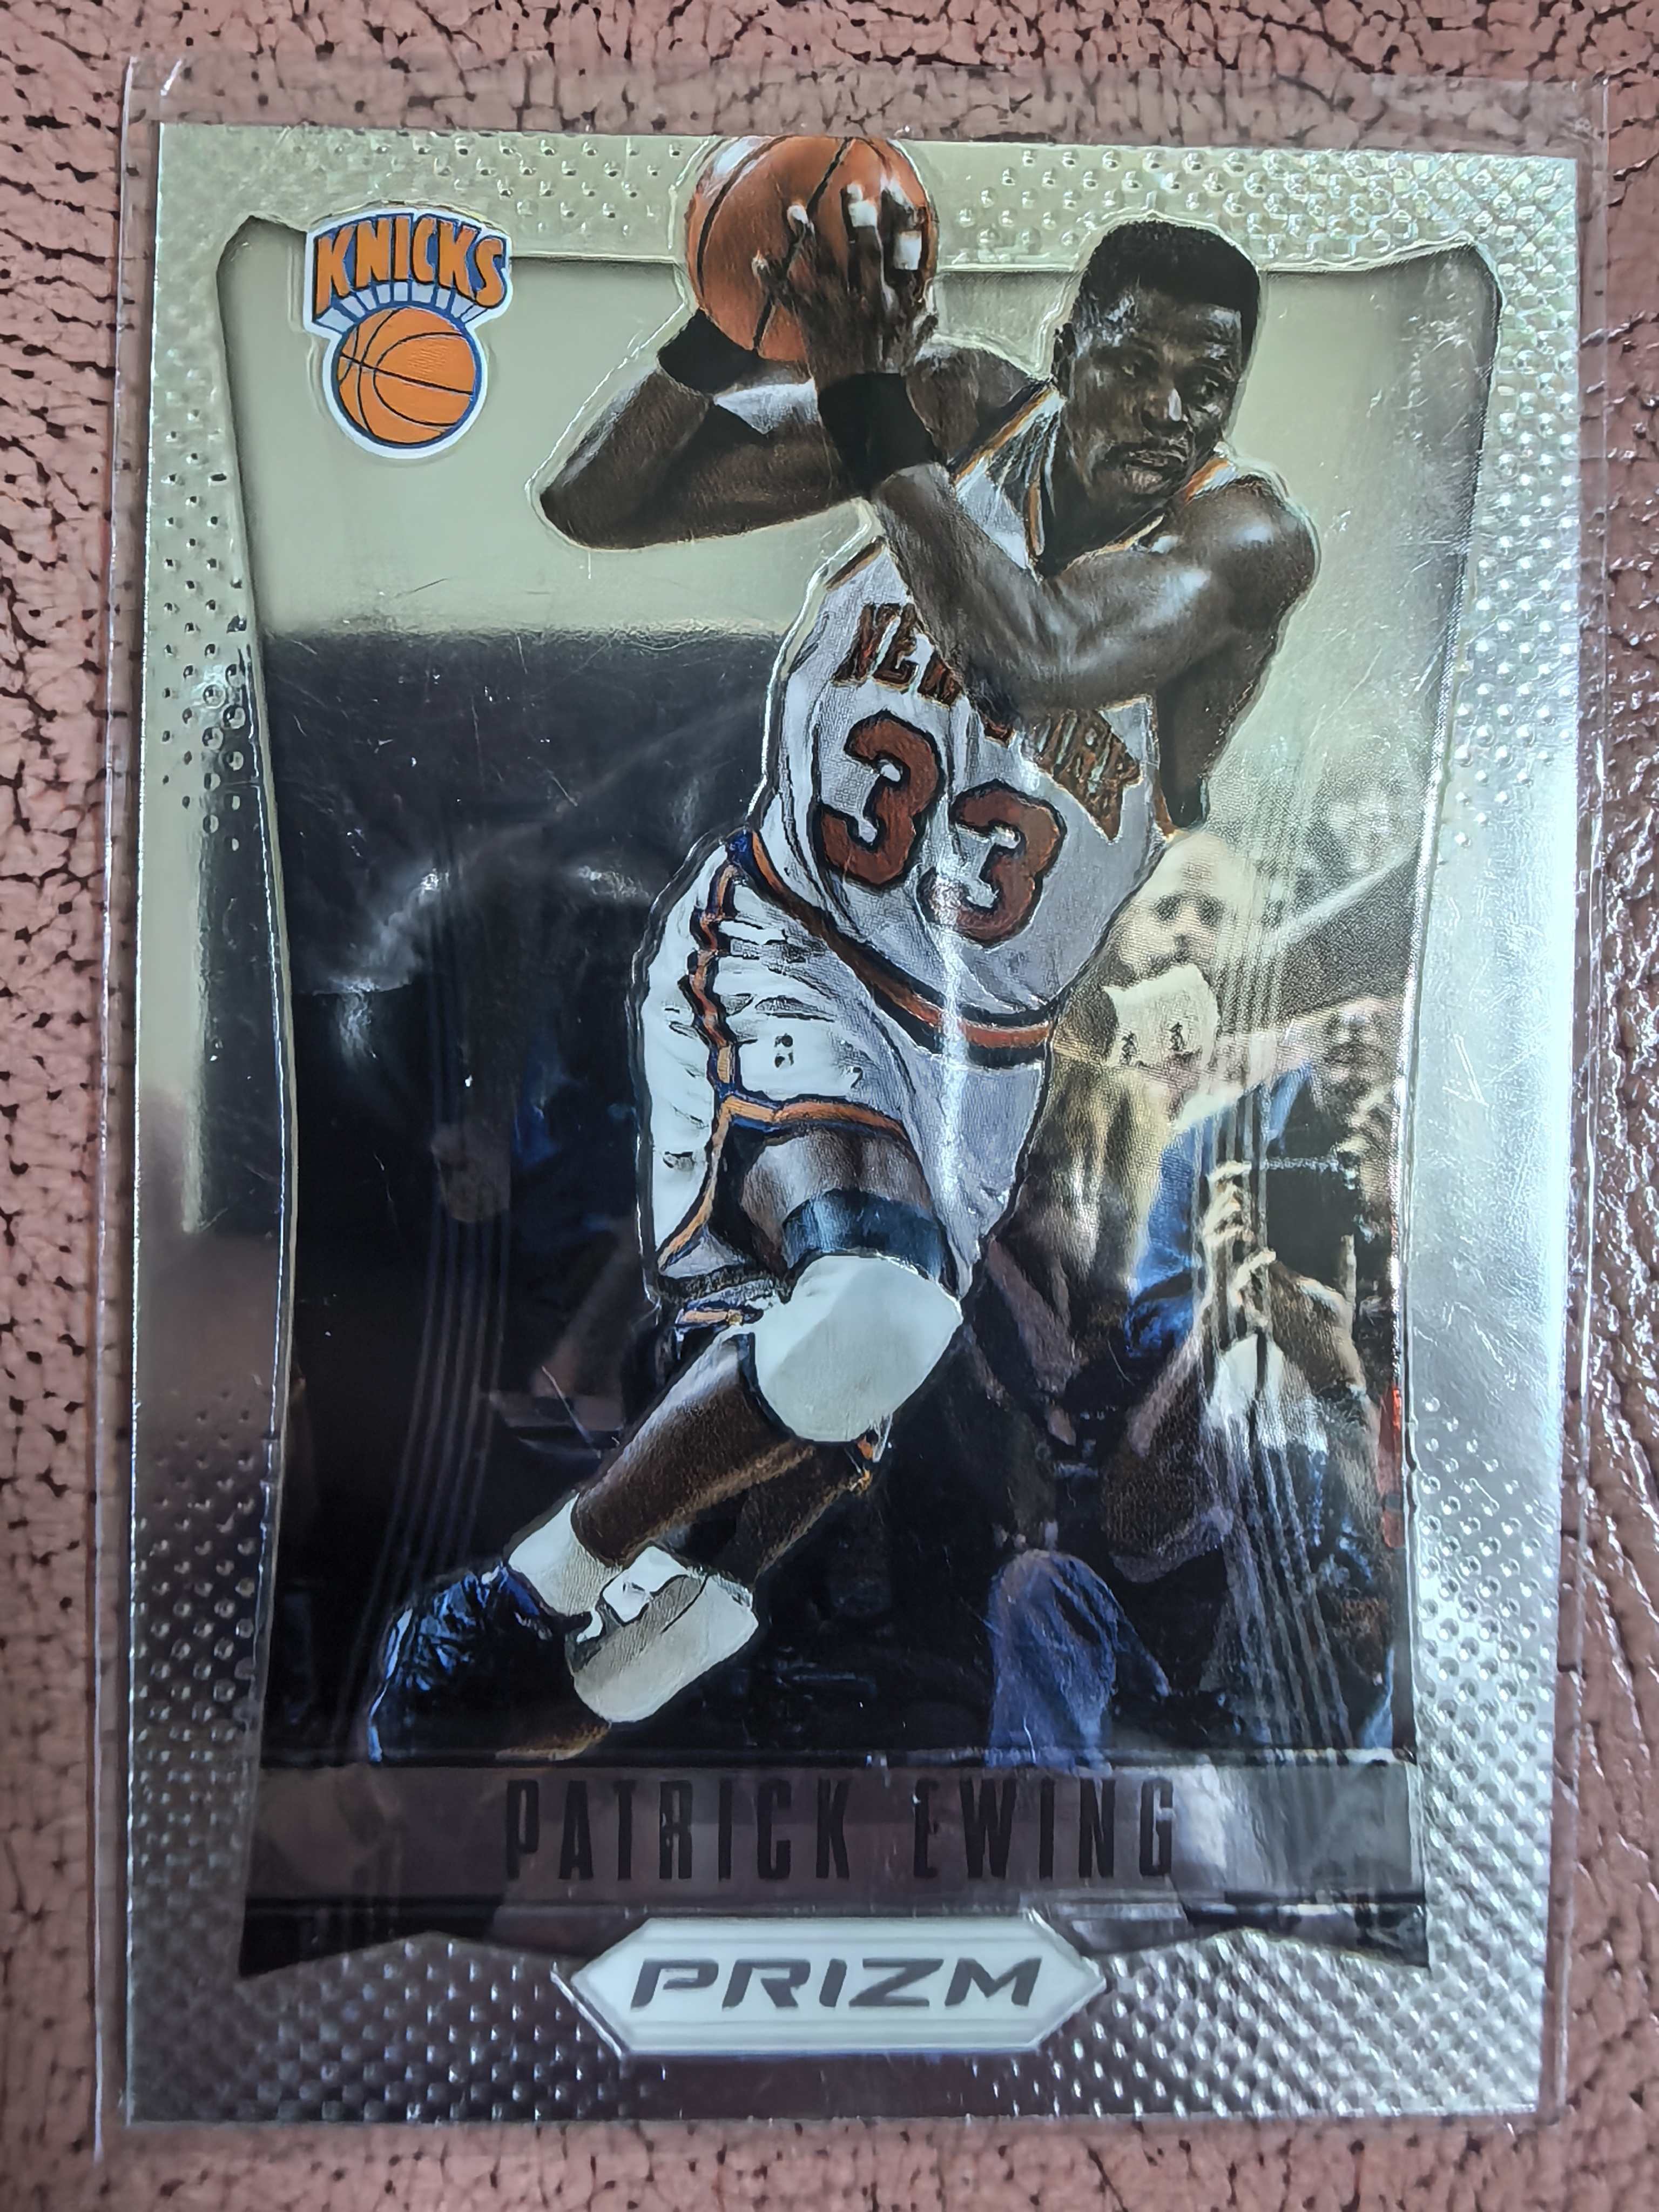 KNICKS
NEW YORK
33
PATRICK EWING
PRIZM